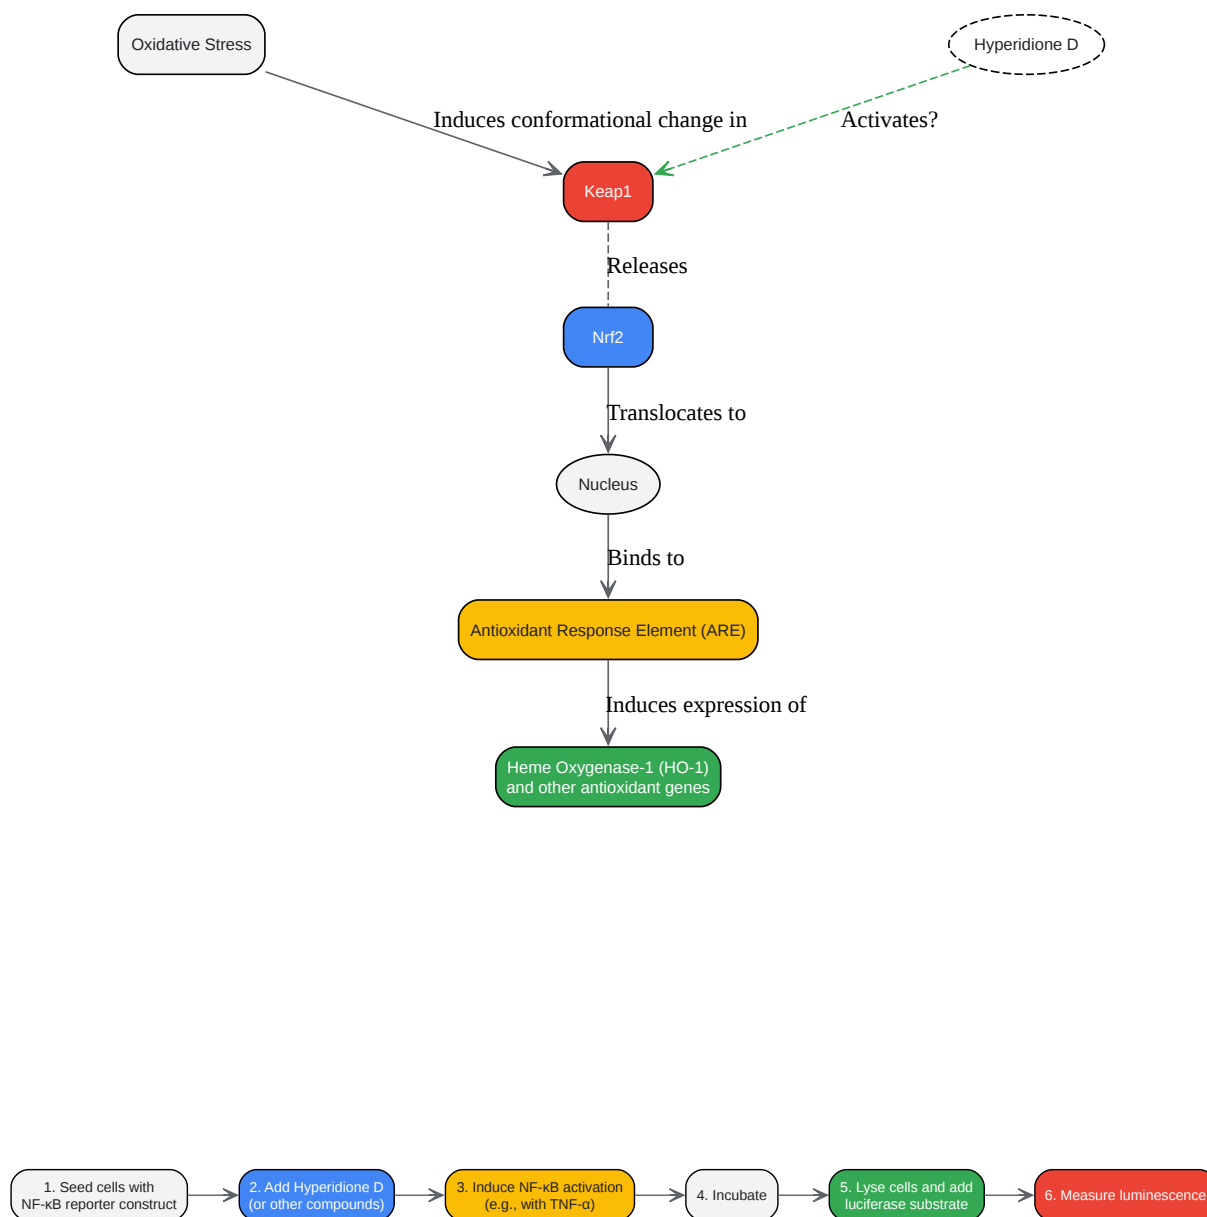 Oxidative Stress
Hyperidione D
Induces conformational change in
Activates?
Keap1
Releases
Nrf2
Translocates to
Nucleus
Binds to
Antioxidant Response Element (ARE)
Induces expression of
Heme Oxygenase-1 (HO-1)
and other antioxidant genes
1. Seed cells with
NF-κB reporter construct
2. Add Hyperidione D
(or other compounds)
3. Induce NF-κB activation
(e.g., with TNF-α)
4. Incubate
5. Lyse cells and add
luciferase substrate
6. Measure luminescence